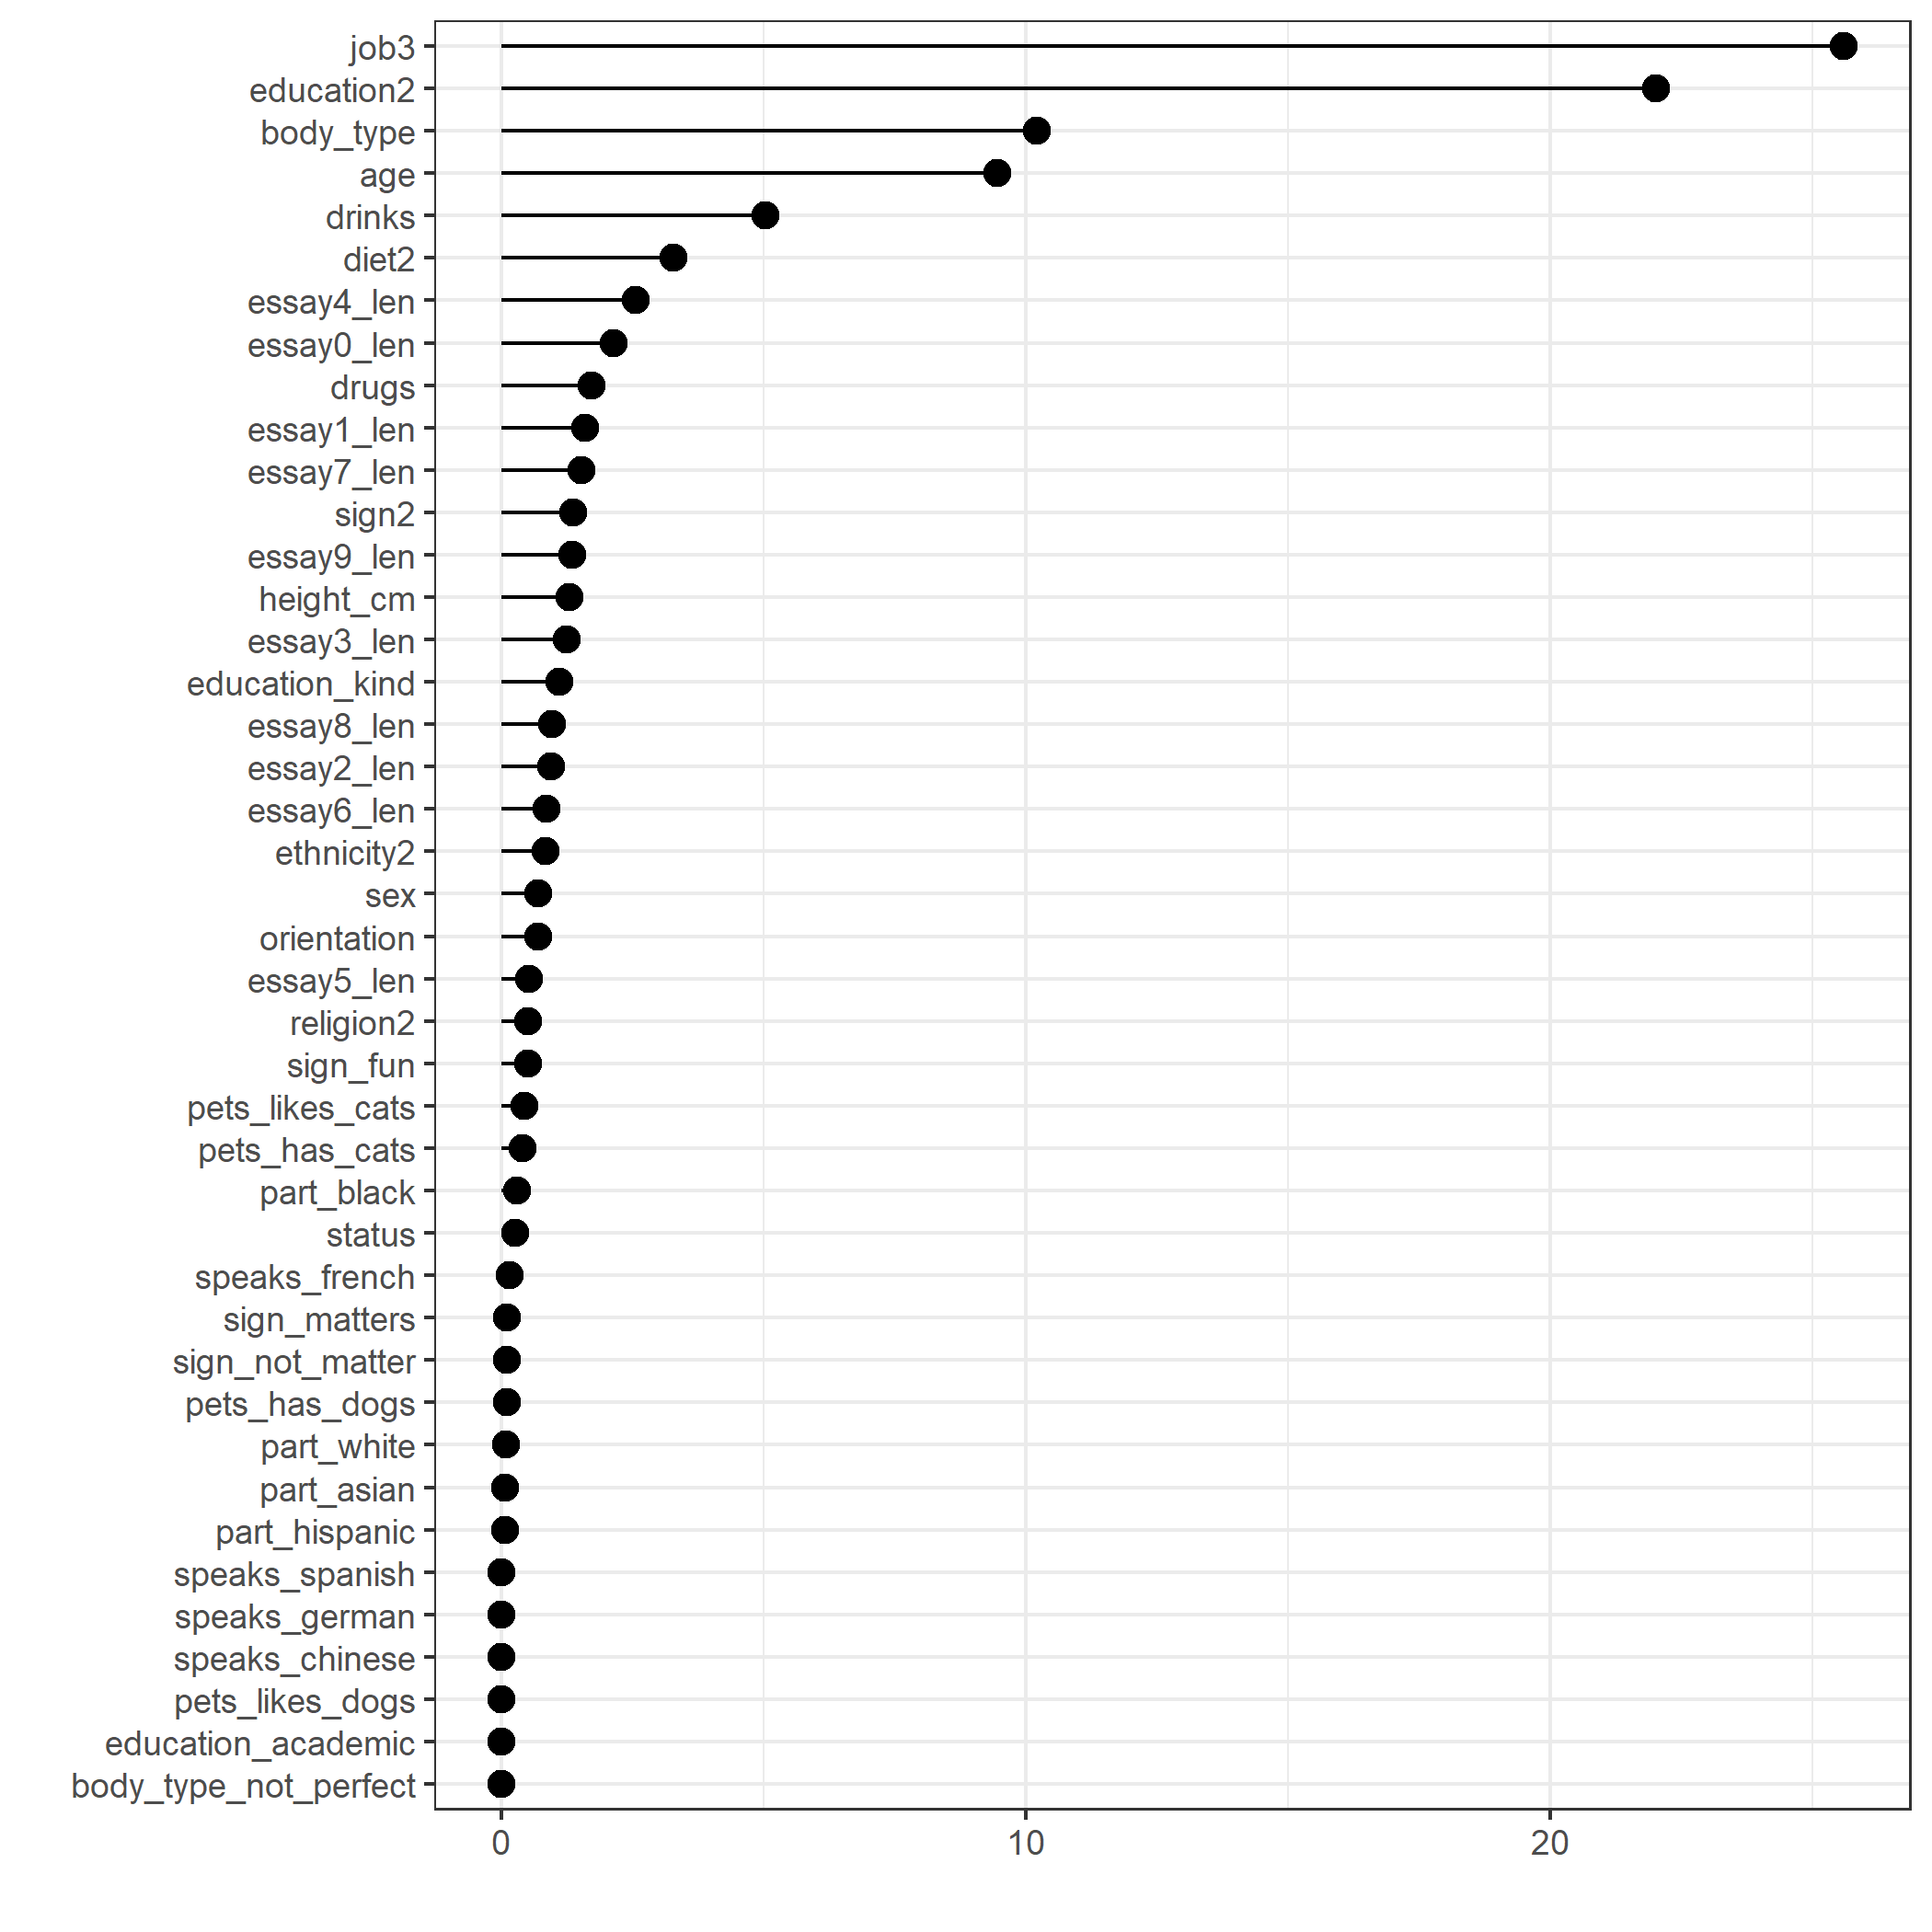 job3
education2
body_type
age
drinks
diet2
essay4_len
essay0_len
drugs
essay1_len
essay7_len
sign2
essay9_len
height_cm
essay3_len
education_kind
essay8_len
essay2_len
essay6_len
ethnicity2
sex
orientation
essay5_len
religion2
sign_fun
pets_likes_cats
pets_has_cats
part_black
status
speaks_french
sign_matters
sign_not_matter
pets_has_dogs
part_white
part_asian
part_hispanic
speaks_spanish
speaks_german
speaks_chinese
pets_likes_dogs
education_academic
body_type_not_perfect
0 10 20